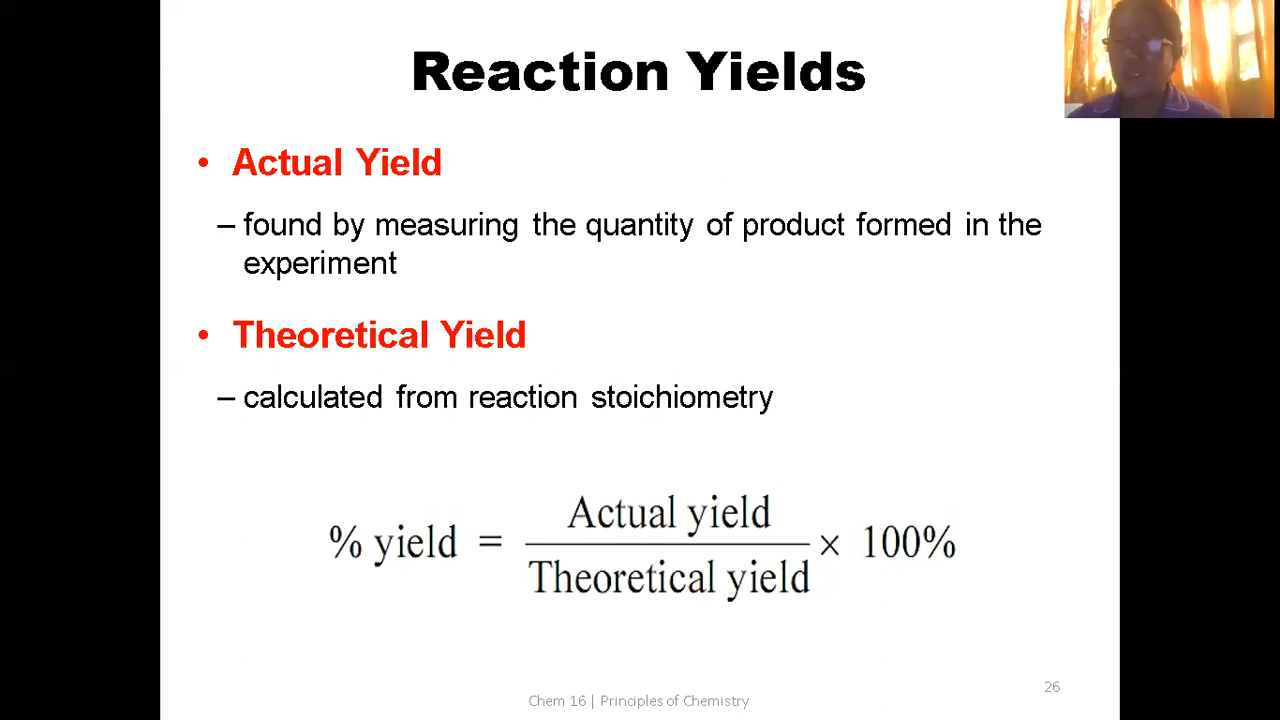 Reaction Yields
• Actual Yield
– found by measuring the quantity of product formed in the
experiment
• Theoretical Yield
– calculated from reaction stoichiometry
Actual yield
% yield = × 100%
Theoretical yield
26
Chem 16 | Principles of Chemistry